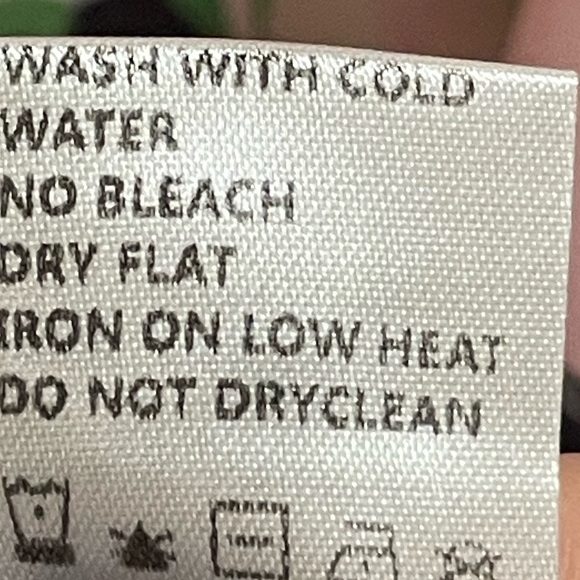 WASH WITH COLD
WATER
NO BLEACH
DRY FLAT
IRON ON LOW HEAT
DO NOT DRYCLEAN